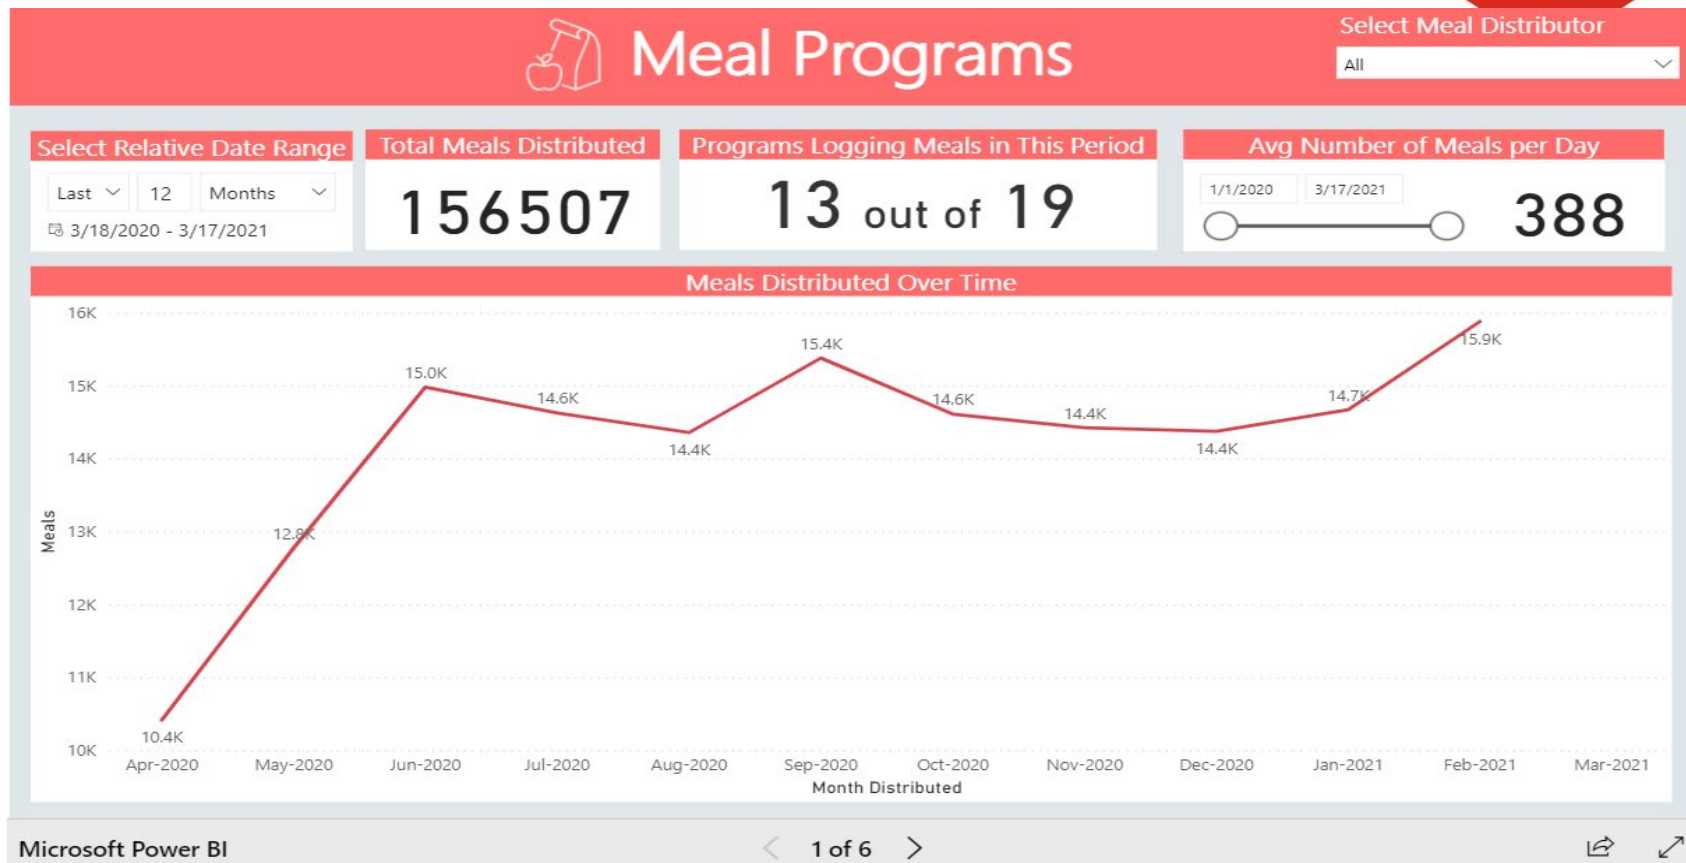 Meal Programs
Select Meal Distributor
All
Select Relative Date Range
Last 12 Months
3/18/2020 - 3/17/2021
Total Meals Distributed
156507
Programs Logging Meals in This Period
13 out of 19
Avg Number of Meals per Day
1/1/2020 3/17/2021
388
Meals Distributed Over Time
16K
15K
14K
13K
12K
11K
10K
Meals
10.4K
12.8K
15.0K
14.6K
14.4K
15.4K
14.6K
14.4K
14.4K
14.7K
15.9K
Apr-2020 May-2020 Jun-2020 Jul-2020 Aug-2020 Sep-2020 Oct-2020 Nov-2020 Dec-2020 Jan-2021 Feb-2021 Mar-2021
Month Distributed
Microsoft Power BI
1 of 6